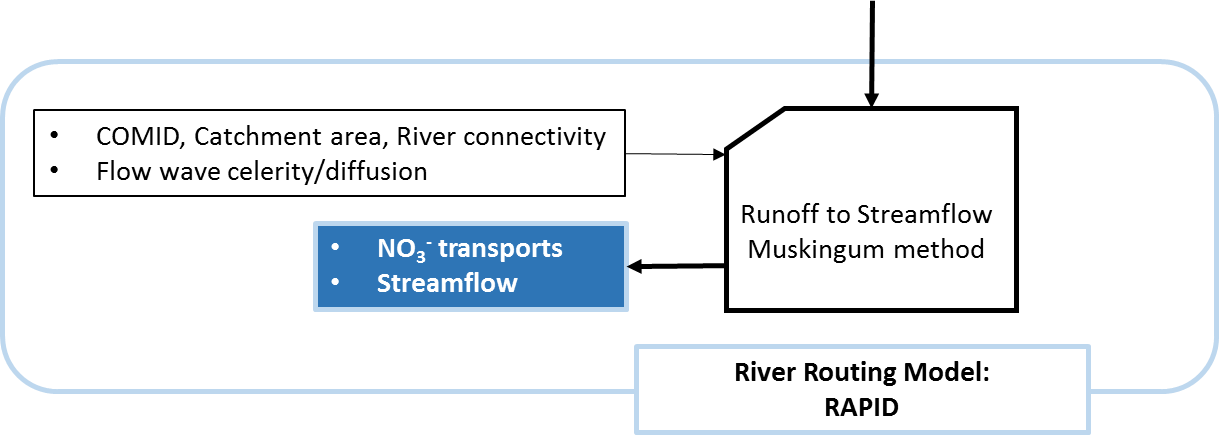 • COMID, Catchment area, River connectivity
• Flow wave celerity/diffusion
Runoff to Streamflow
Muskingum method
• NO₃⁻ transports
• Streamflow
River Routing Model:
RAPID